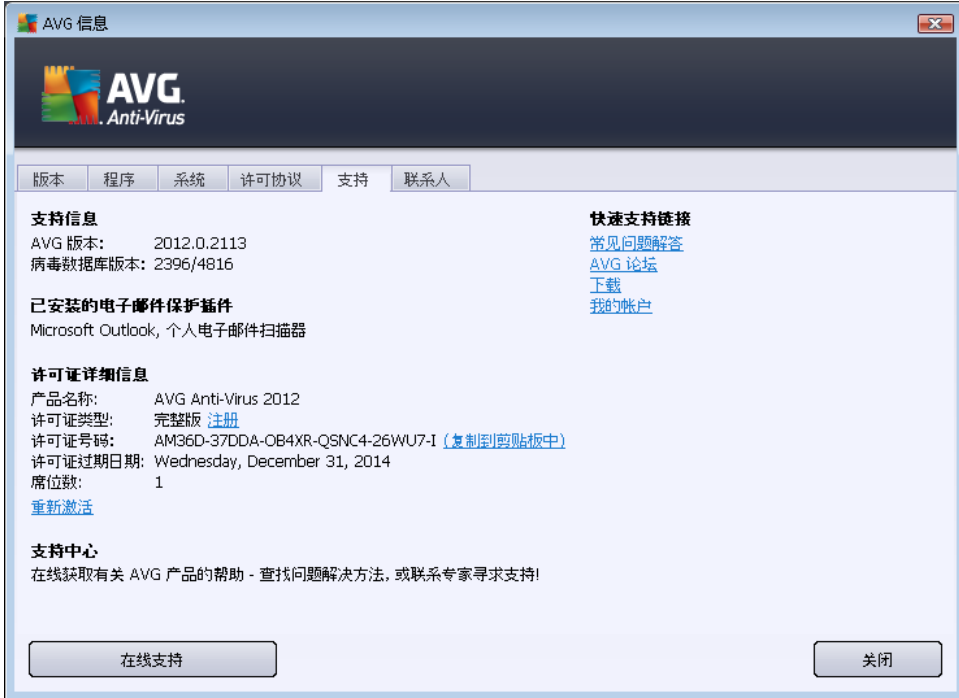 AVG 信息
AVG.
Anti-Virus
版本 程序 系统 许可协议 支持 联系人
支持信息
AVG 版本: 2012.0.2113
病毒数据库版本: 2396/4816
已安装的电子邮件保护插件
Microsoft Outlook, 个人电子邮件扫描器
许可证详细信息
产品名称: AVG Anti-Virus 2012
许可证类型: 完整版 注册
许可证号码: AM36D-37DDA-OB4XR-QSNC4-26WU7-I (复制到剪贴板中)
许可证过期日期: Wednesday, December 31, 2014
席位数: 1
重新激活
支持中心
在线获取有关 AVG 产品的帮助 - 查找问题解决方法, 或联系专家寻求支持!
快速支持链接
常见问题解答
AVG 论坛
下载
我的帐户
在线支持
关闭